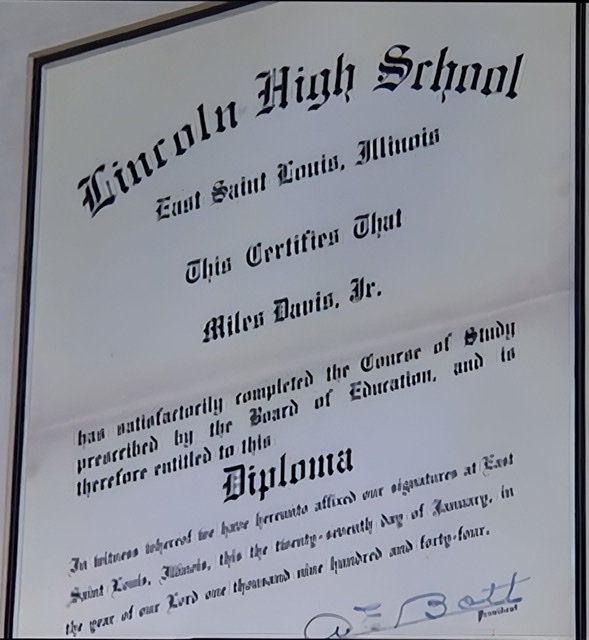 Lincoln High School
East Saint Louis, Illinois
This Certifies That
Miles Davis, Jr.
has satisfactorily completed the Course of Study
prescribed by the Board of Education, and is
therefore entitled to this
Diploma
In witness whereof we have hereunto affixed our signatures at East
Saint Louis, Illinois, this the twenty-seventh day of January, in
the year of our Lord one thousand nine hundred and forty-four.
Bott
President